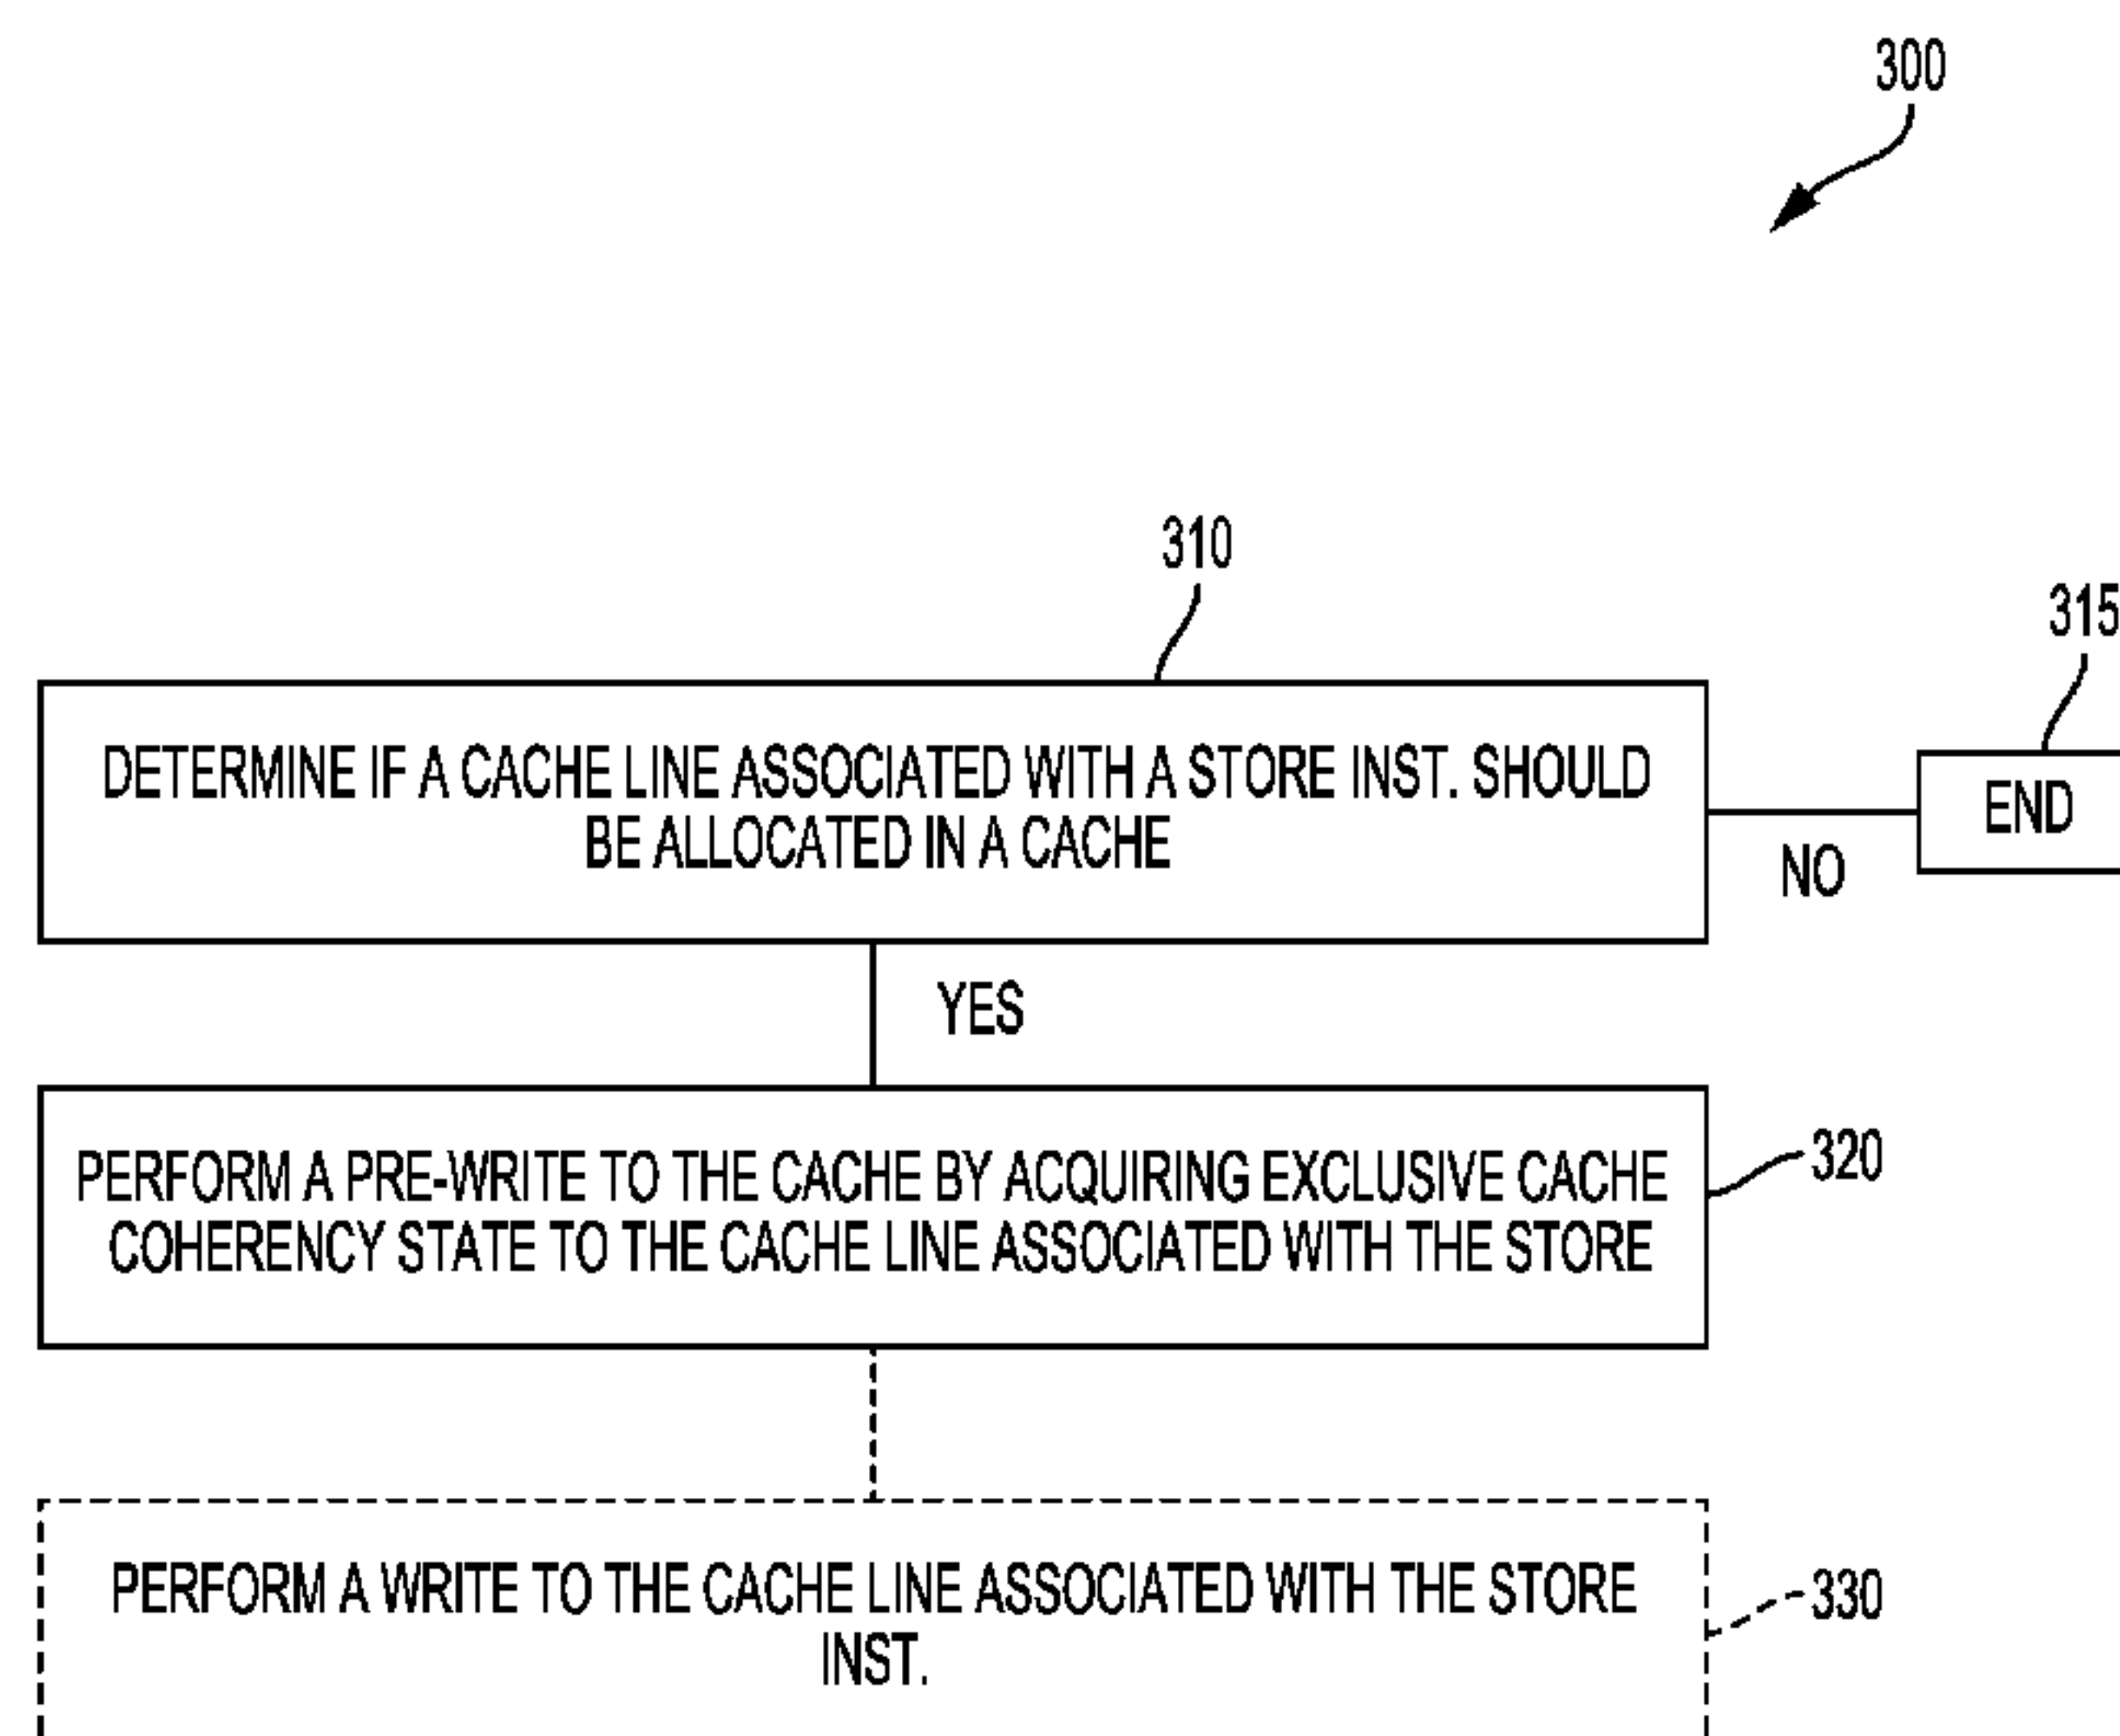 300
310
315
DETERMINE IF A CACHE LINE ASSOCIATED WITH A STORE INST. SHOULD
BE ALLOCATED IN A CACHE
END
NO
YES
PERFORM A PRE-WRITE TO THE CACHE BY ACQUIRING EXCLUSIVE CACHE
COHERENCY STATE TO THE CACHE LINE ASSOCIATED WITH THE STORE
320
PERFORM A WRITE TO THE CACHE LINE ASSOCIATED WITH THE STORE
INST.
330